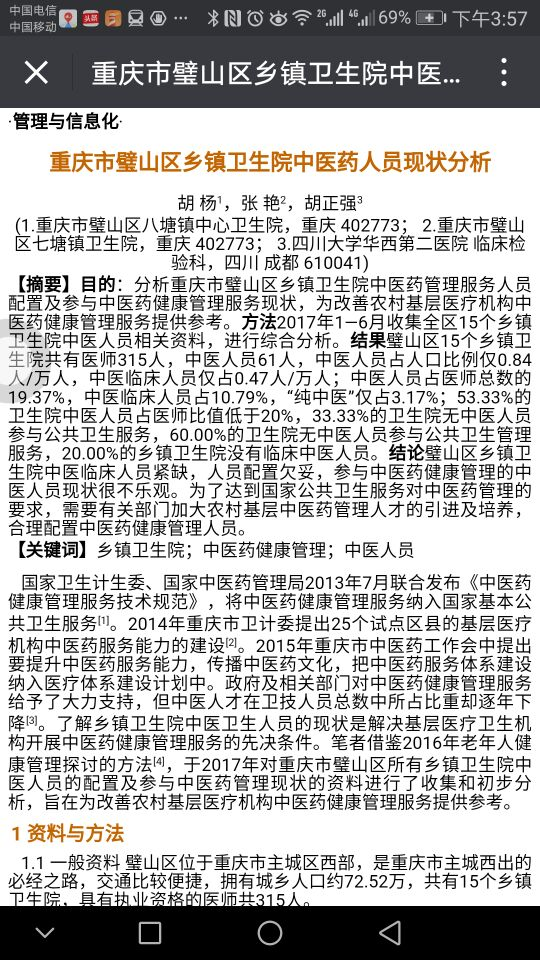 中国电信
中国移动
头条
2G
4G
69%
下午3:57
重庆市璧山区乡镇卫生院中医...
·管理与信息化·
重庆市璧山区乡镇卫生院中医药人员现状分析
胡 杨1，张 艳2，胡正强3
(1.重庆市璧山区八塘镇中心卫生院，重庆 402773； 2.重庆市璧山
区七塘镇卫生院，重庆 402773； 3.四川大学华西第二医院 临床检
验科，四川 成都 610041)
【摘要】目的：分析重庆市璧山区乡镇卫生院中医药管理服务人员
配置及参与中医药健康管理服务现状，为改善农村基层医疗机构中
医药健康管理服务提供参考。方法2017年1—6月收集全区15个乡镇
卫生院中医人员相关资料，进行综合分析。结果璧山区15个乡镇卫
生院共有医师315人，中医人员61人，中医人员占人口比例仅0.84
人/万人，中医临床人员仅占0.47人/万人；中医人员占医师总数的
19.37%，中医临床人员占10.79%，“纯中医”仅占3.17%；53.33%的
卫生院中医人员占医师比值低于20%，33.33%的卫生院无中医人员
参与公共卫生服务，60.00%的卫生院无中医人员参与公共卫生管理
服务，20.00%的乡镇卫生院没有临床中医人员。结论璧山区乡镇卫
生院中医临床人员紧缺，人员配置欠妥，参与中医药健康管理的中
医人员现状很不乐观。为了达到国家公共卫生服务对中医药管理的
要求，需要有关部门加大农村基层中医药管理人才的引进及培养，
合理配置中医药健康管理人员。
【关键词】乡镇卫生院；中医药健康管理；中医人员
国家卫生计生委、国家中医药管理局2013年7月联合发布《中医药
健康管理服务技术规范》，将中医药健康管理服务纳入国家基本公
共卫生服务[1]。2014年重庆市卫计委提出25个试点区县的基层医疗
机构中医药服务能力的建设[2]。2015年重庆市中医药工作会中提出
要提升中医药服务能力，传播中医药文化，把中医药服务体系建设
纳入医疗体系建设计划中。政府及相关部门对中医药健康管理服务
给予了大力支持，但中医人才在卫技人员总数中所占比重却逐年下
降[3]。了解乡镇卫生院中医卫生人员的现状是解决基层医疗卫生机
构开展中医药健康管理服务的先决条件。笔者借鉴2016年老年人健
康管理探讨的方法[4]，于2017年对重庆市璧山区所有乡镇卫生院中
医人员的配置及参与中医药管理现状的资料进行了收集和初步分
析，旨在为改善农村基层医疗机构中医药健康管理服务提供参考。
1 资料与方法
1.1 一般资料 璧山区位于重庆市主城区西部，是重庆市主城西出的
必经之路，交通比较便捷，拥有城乡人口约72.52万，共有15个乡镇
卫生院，具有执业资格的医师共315人。